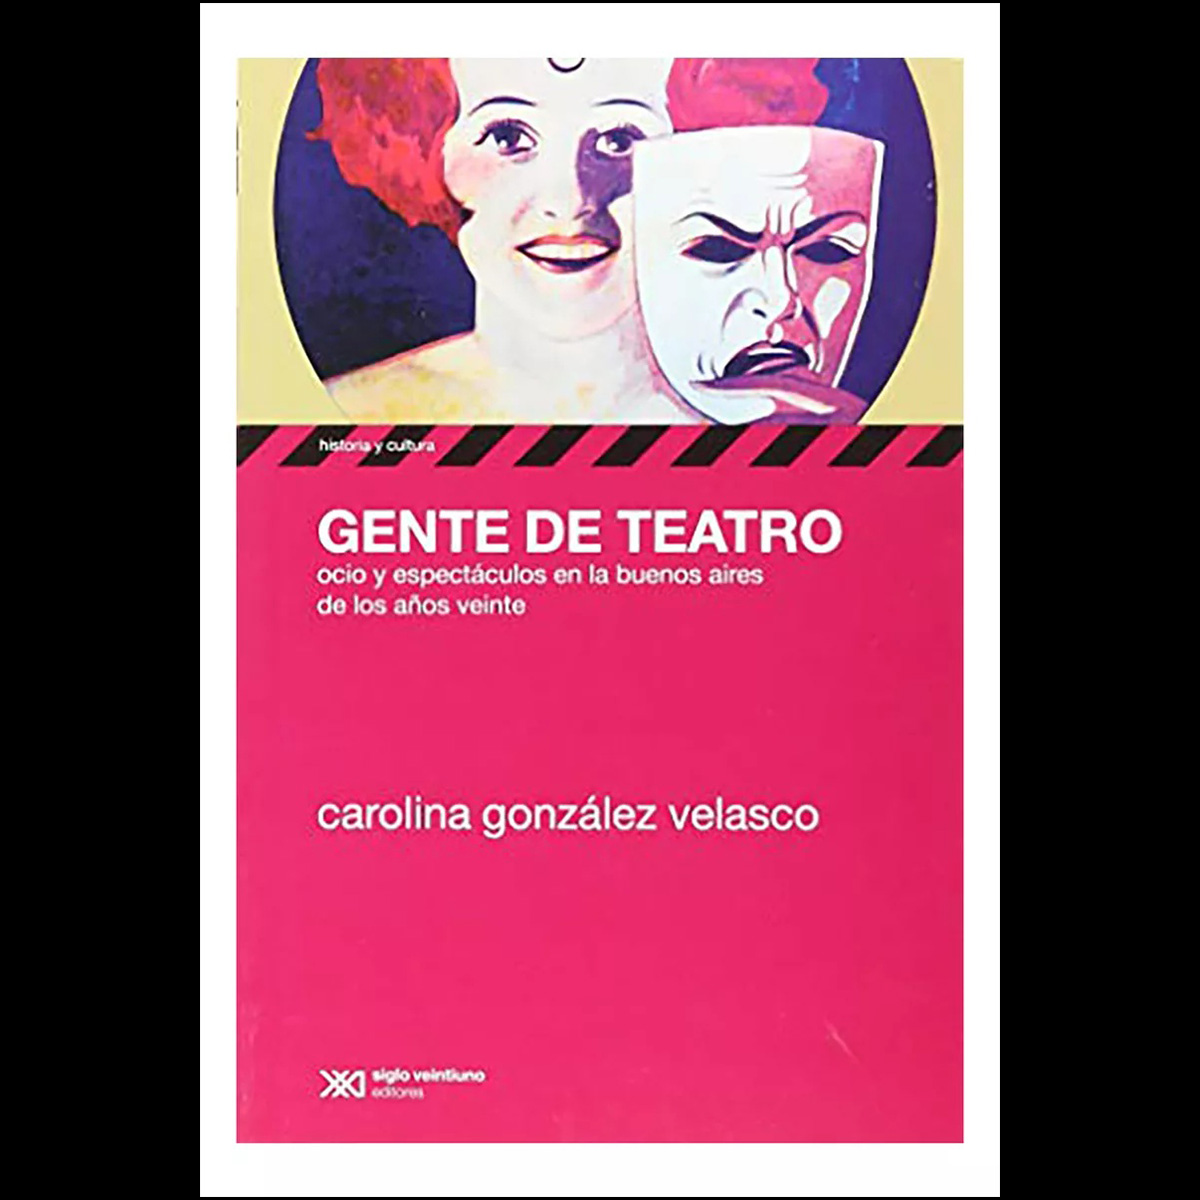 historia y cultura
GENTE DE TEATRO
ocio y espectáculos en la buenos aires
de los años veinte
carolina gonzález velasco
siglo veintiuno
editores